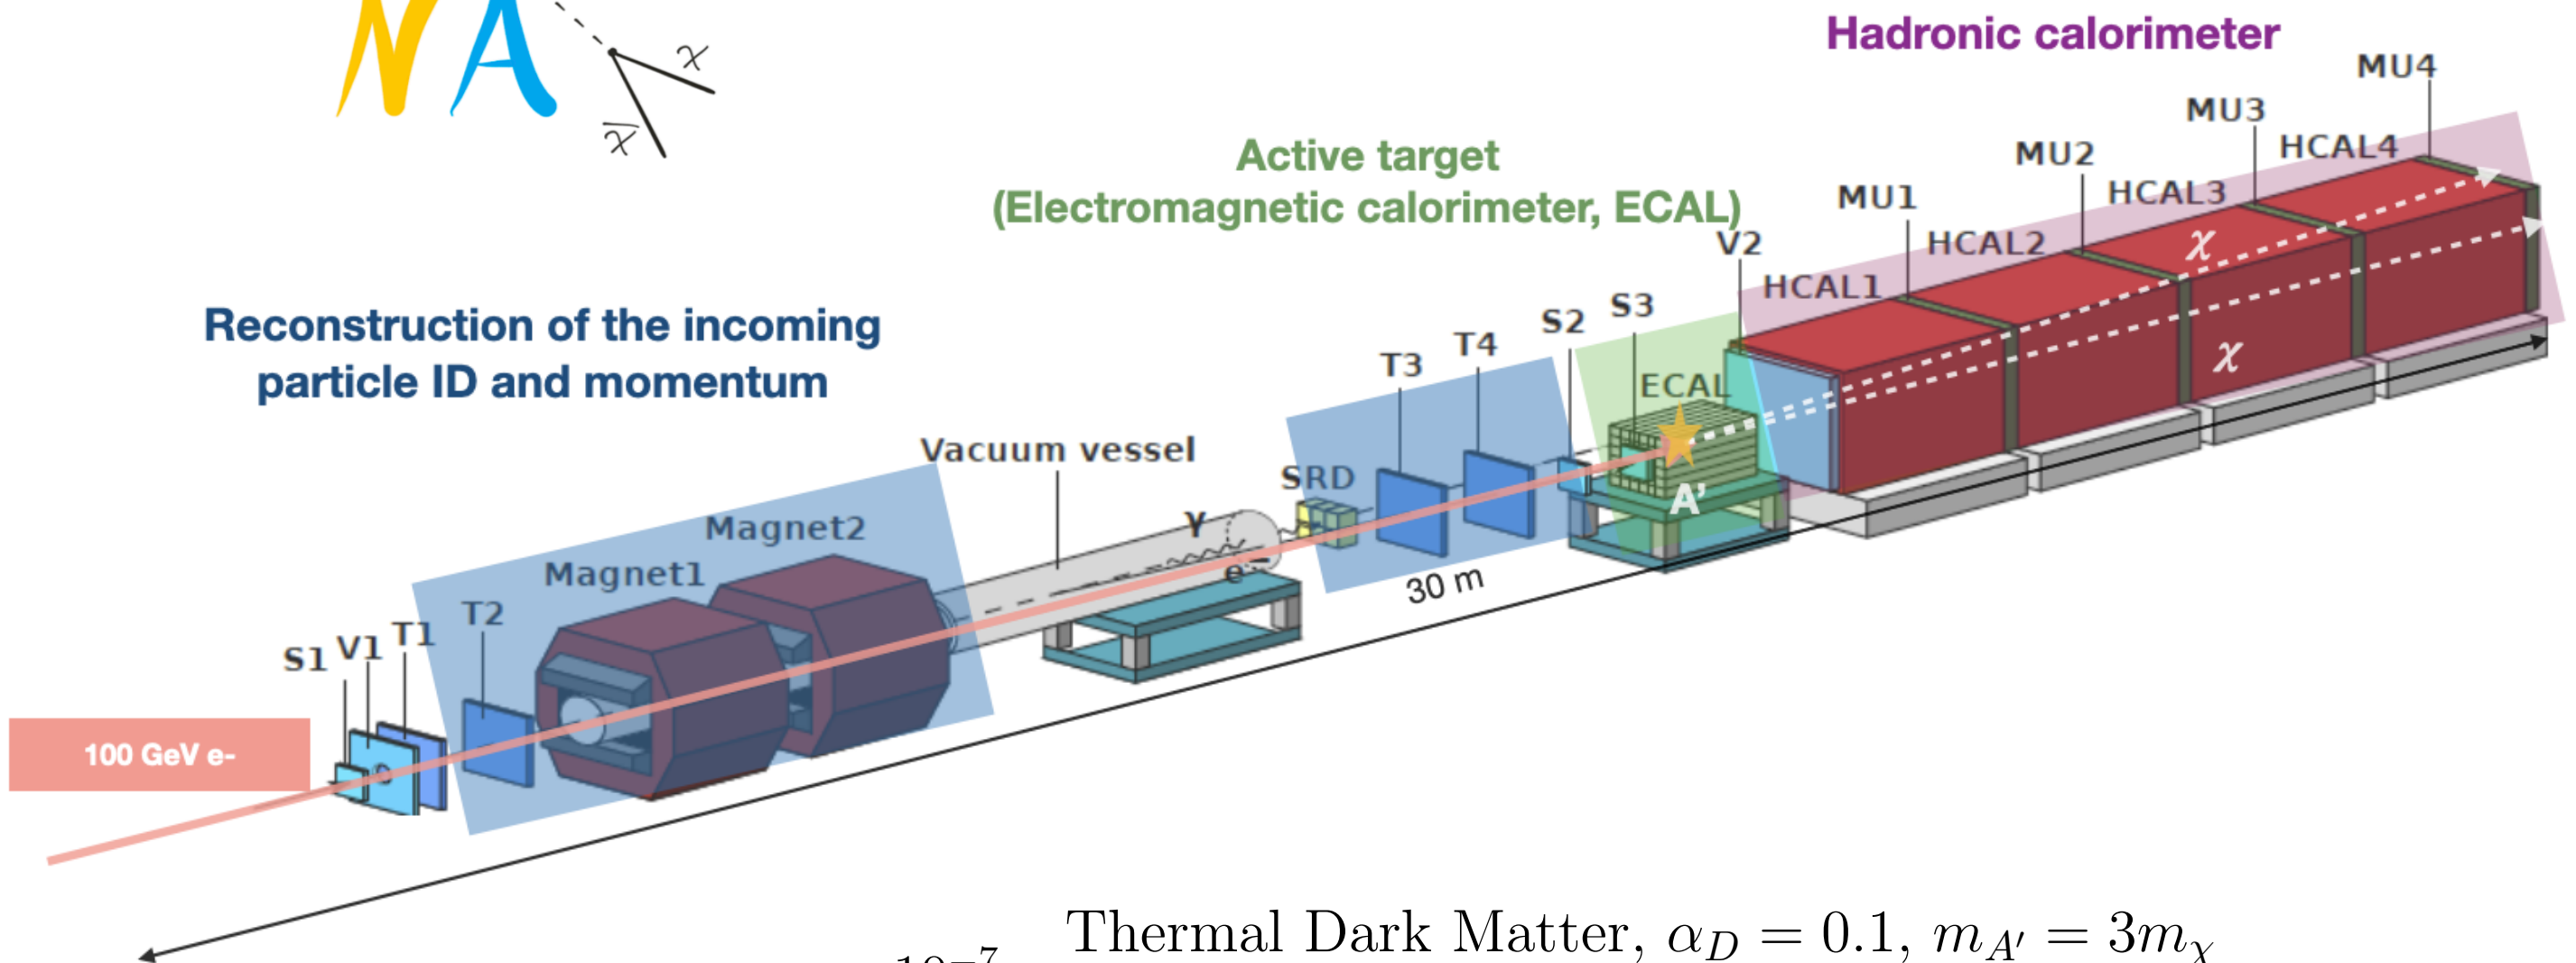 NA
χ
χ̄
Hadronic calorimeter
MU4
MU3
HCAL4
MU2
HCAL3
MU1
HCAL2
V2
HCAL1
χ
χ
Active target
(Electromagnetic calorimeter, ECAL)
S3
S2
ECAL
A'
T4
T3
Reconstruction of the incoming
particle ID and momentum
SRD
Vacuum vessel
γ
e⁻
30 m
Magnet2
Magnet1
T2
T1
V1
S1
100 GeV e-
Thermal Dark Matter, α_D = 0.1, m_A′ = 3m_χ
10⁻⁷